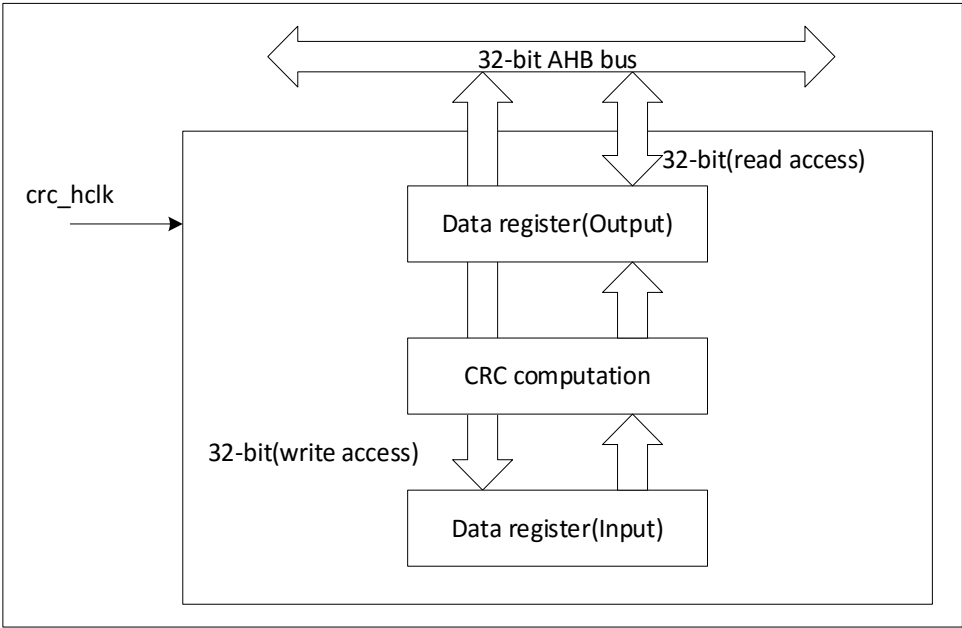 32-bit AHB bus
32-bit(read access)
crc_hclk
Data register(Output)
CRC computation
32-bit(write access)
Data register(Input)